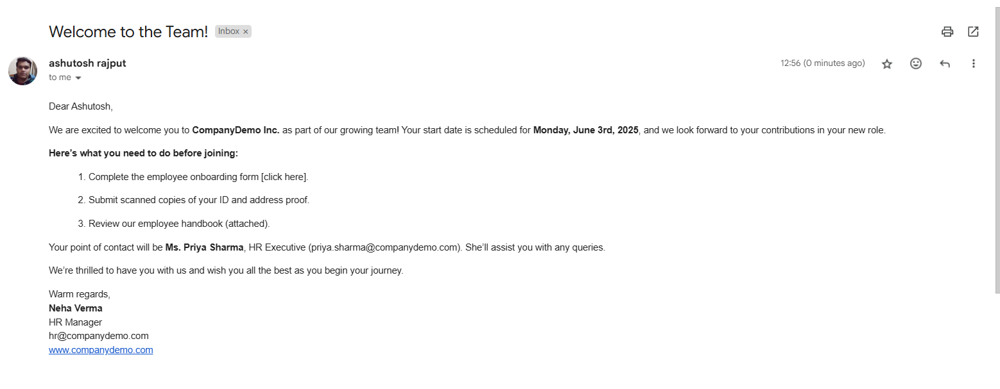 Welcome to the Team! Inbox ×
ashutosh rajput 12:56 (0 minutes ago)
to me
Dear Ashutosh,
We are excited to welcome you to CompanyDemo Inc. as part of our growing team! Your start date is scheduled for Monday, June 3rd, 2025, and we look forward to your contributions in your new role.
Here’s what you need to do before joining:
1. Complete the employee onboarding form [click here].
2. Submit scanned copies of your ID and address proof.
3. Review our employee handbook (attached).
Your point of contact will be Ms. Priya Sharma, HR Executive (priya.sharma@companydemo.com). She’ll assist you with any queries.
We’re thrilled to have you with us and wish you all the best as you begin your journey.
Warm regards,
Neha Verma
HR Manager
hr@companydemo.com
www.companydemo.com